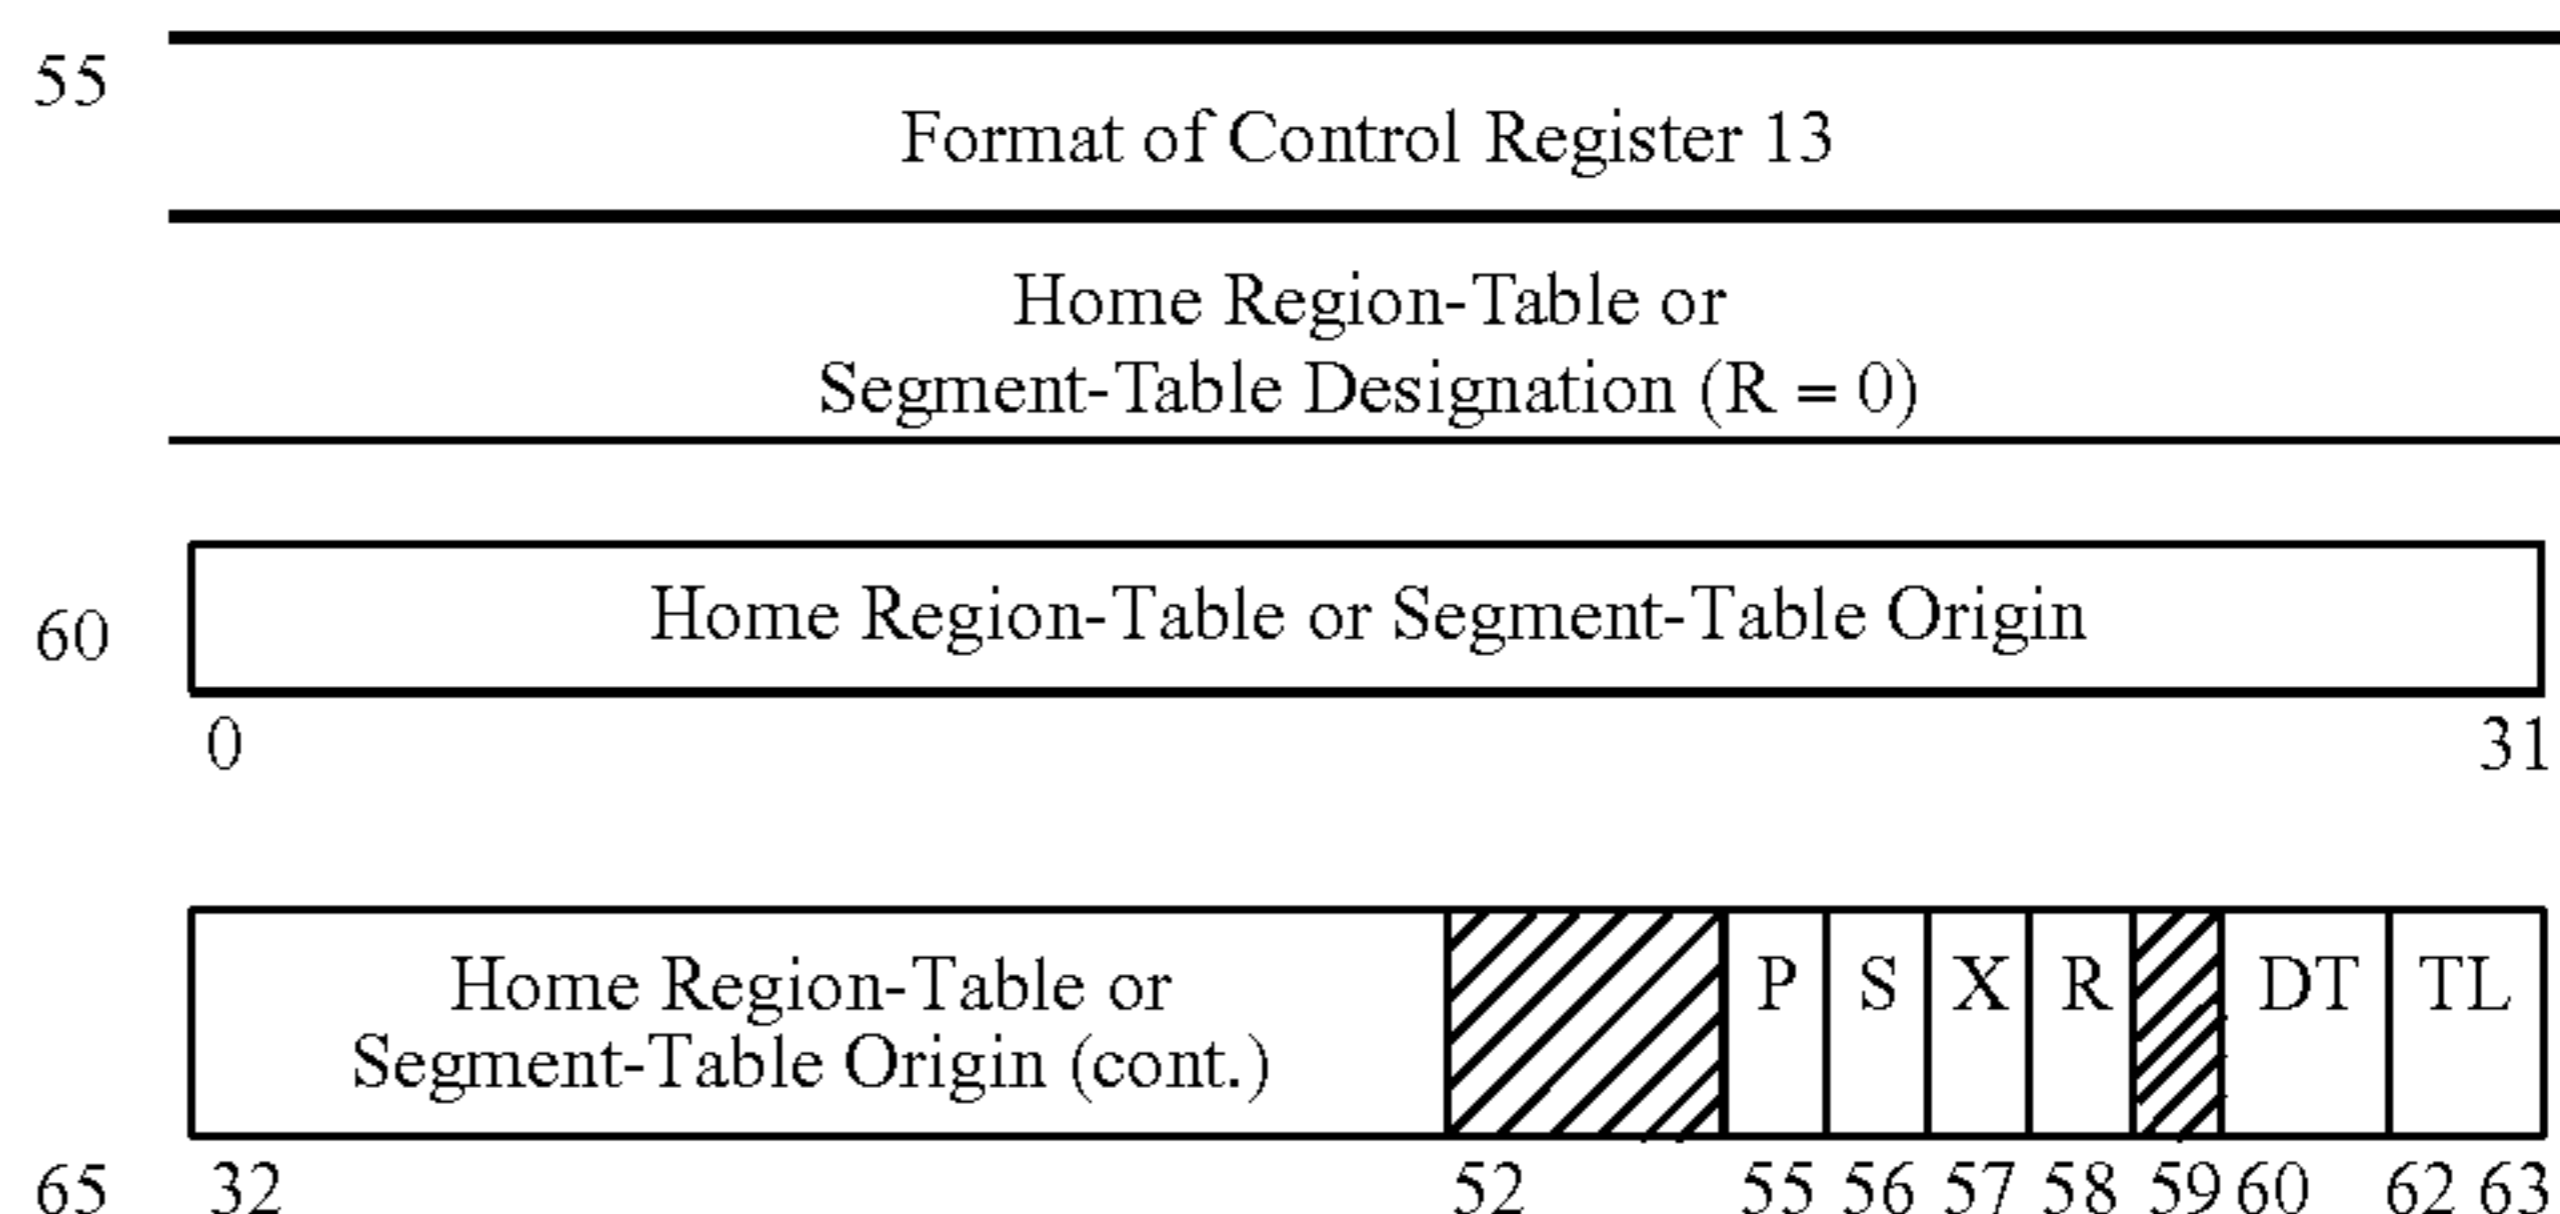 55
Format of Control Register 13
Home Region-Table or
Segment-Table Designation (R = 0)
60
Home Region-Table or Segment-Table Origin
0 31
Home Region-Table or
Segment-Table Origin (cont.)
P S X R DT TL
65 32 52 55 56 57 58 59 60 62 63